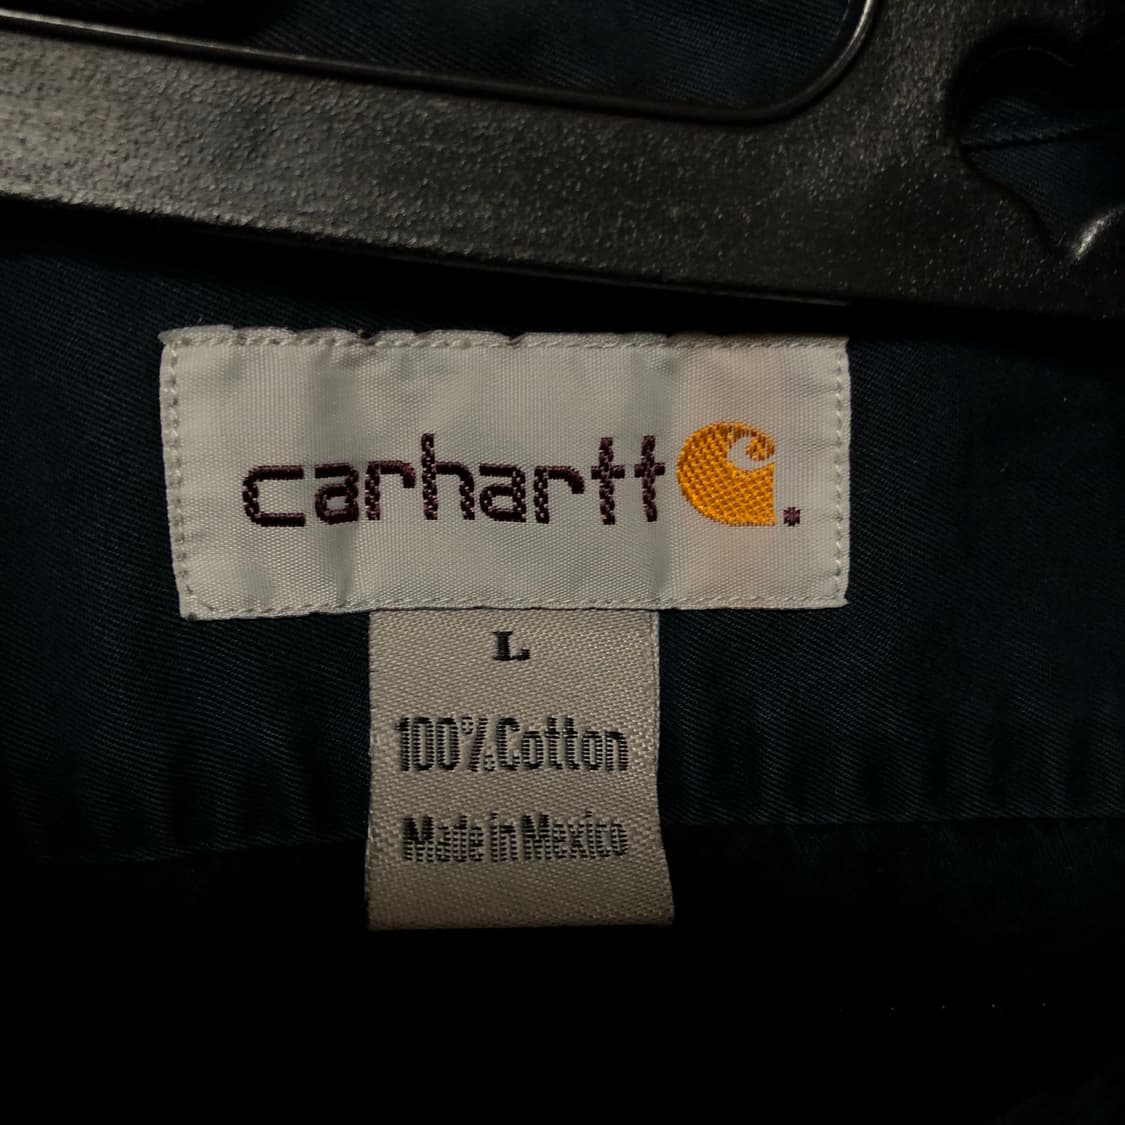 carhartt.
L
100% Cotton
Made in Mexico